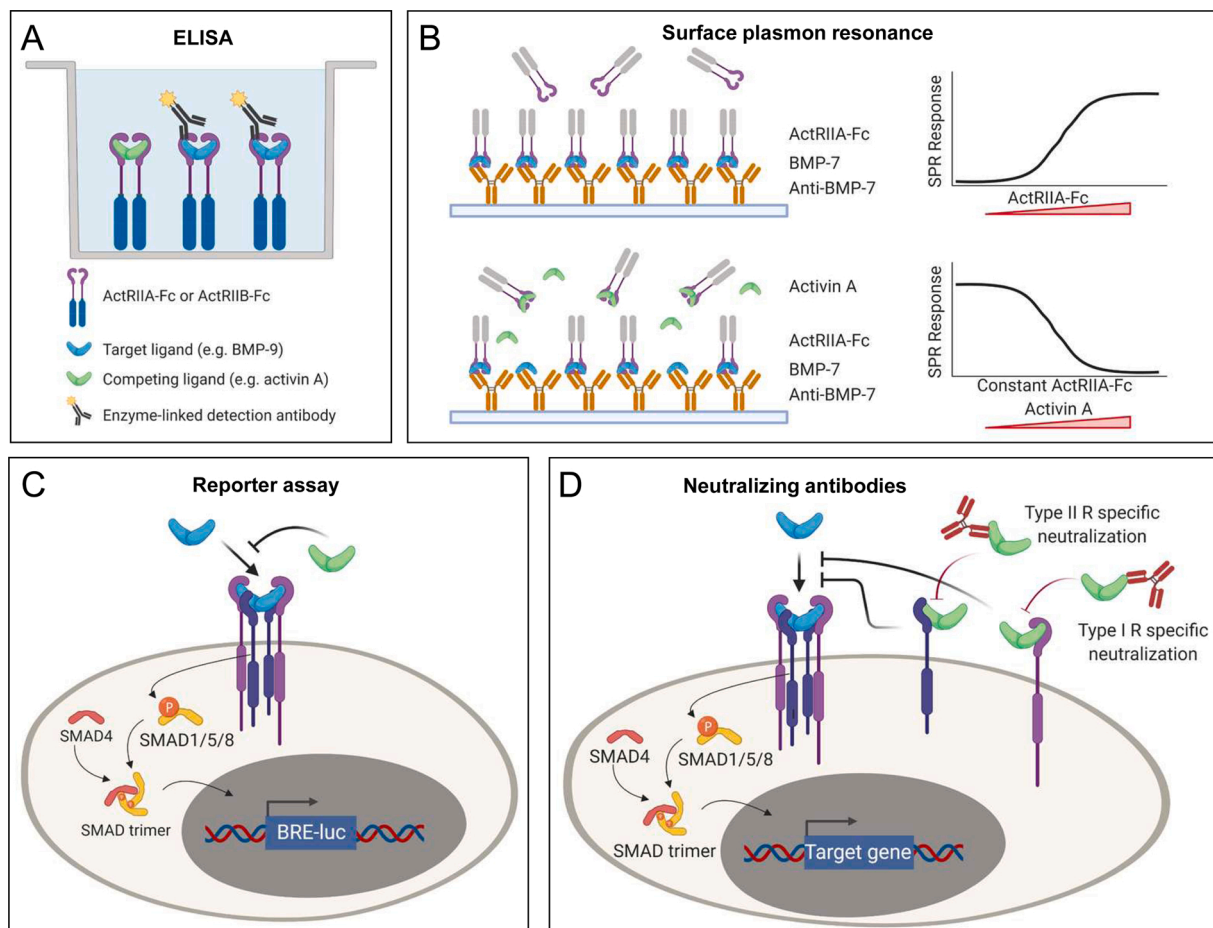 A
ELISA
ActRIIA-Fc or ActRIIB-Fc
Target ligand (e.g. BMP-9)
Competing ligand (e.g. activin A)
Enzyme-linked detection antibody
B
Surface plasmon resonance
ActRIIA-Fc
BMP-7
Anti-BMP-7
SPR Response
ActRIIA-Fc
Activin A
ActRIIA-Fc
BMP-7
Anti-BMP-7
SPR Response
Constant ActRIIA-Fc
Activin A
C
Reporter assay
P
SMAD4
SMAD1/5/8
SMAD trimer
BRE-luc
D
Neutralizing antibodies
Type II R specific
neutralization
Type I R specific
neutralization
P
SMAD4
SMAD1/5/8
SMAD trimer
Target gene